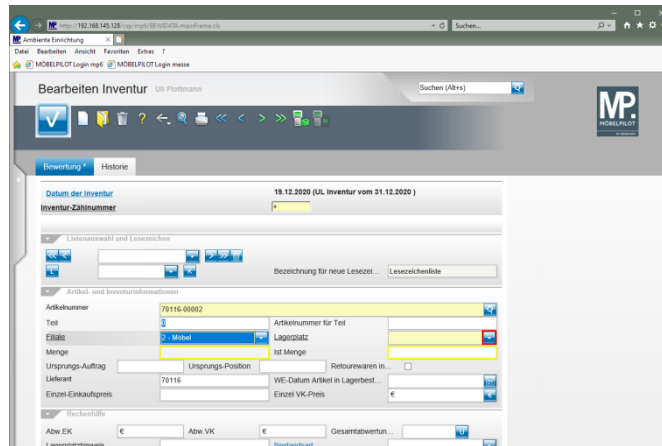 http://192.168.145.128/csp/mp6/BEWIDATA.mainFrame.cls Suchen...
Ambiente Einrichtung
Datei Bearbeiten Ansicht Favoriten Extras ?
MÖBELPILOT Login mp6 MÖBELPILOT Login messe
Bearbeiten Inventur Uli Flottmann Suchen (Alt+s)
MP.
MÖBELPILOT
Bewertung * Historie
Datum der Inventur 19.12.2020 (UL Inventur vom 31.12.2020 )
Inventur-Zählnummer *
Listenauswahl und Lesezeichen
L K
Bezeichnung für neue Lesezei... Lesezeichenliste
Artikel- und Inventurinformationen
Artikelnummer 70116-00002
Teil 0 Artikelnummer für Teil
Filiale 2 - Möbel Lagerplatz
Menge Ist Menge
Ursprungs-Auftrag Ursprungs-Position Retourewaren in...
Lieferant 70116 WE-Datum Artikel in Lagerbest...
Einzel-Einkaufspreis Einzel VK-Preis €
Rechenhilfe
Abw.EK € Abw.VK € Gesamtabwertun...
Lagerplatzhinweis Bestandsart